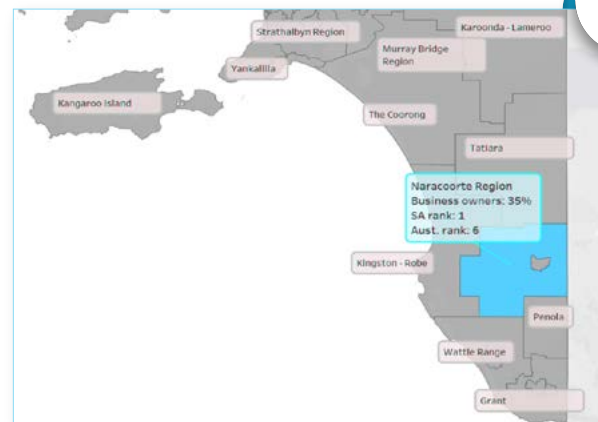 Strathalbyn Region
Karoonda - Lameroo
Murray Bridge
Region
Yankalilla
Kangaroo Island
The Coorong
Tatiara
Naracoorte Region
Business owners: 35%
SA rank: 1
Aust. rank: 6
Kingston - Robe
Penola
Wattle Range
Grant